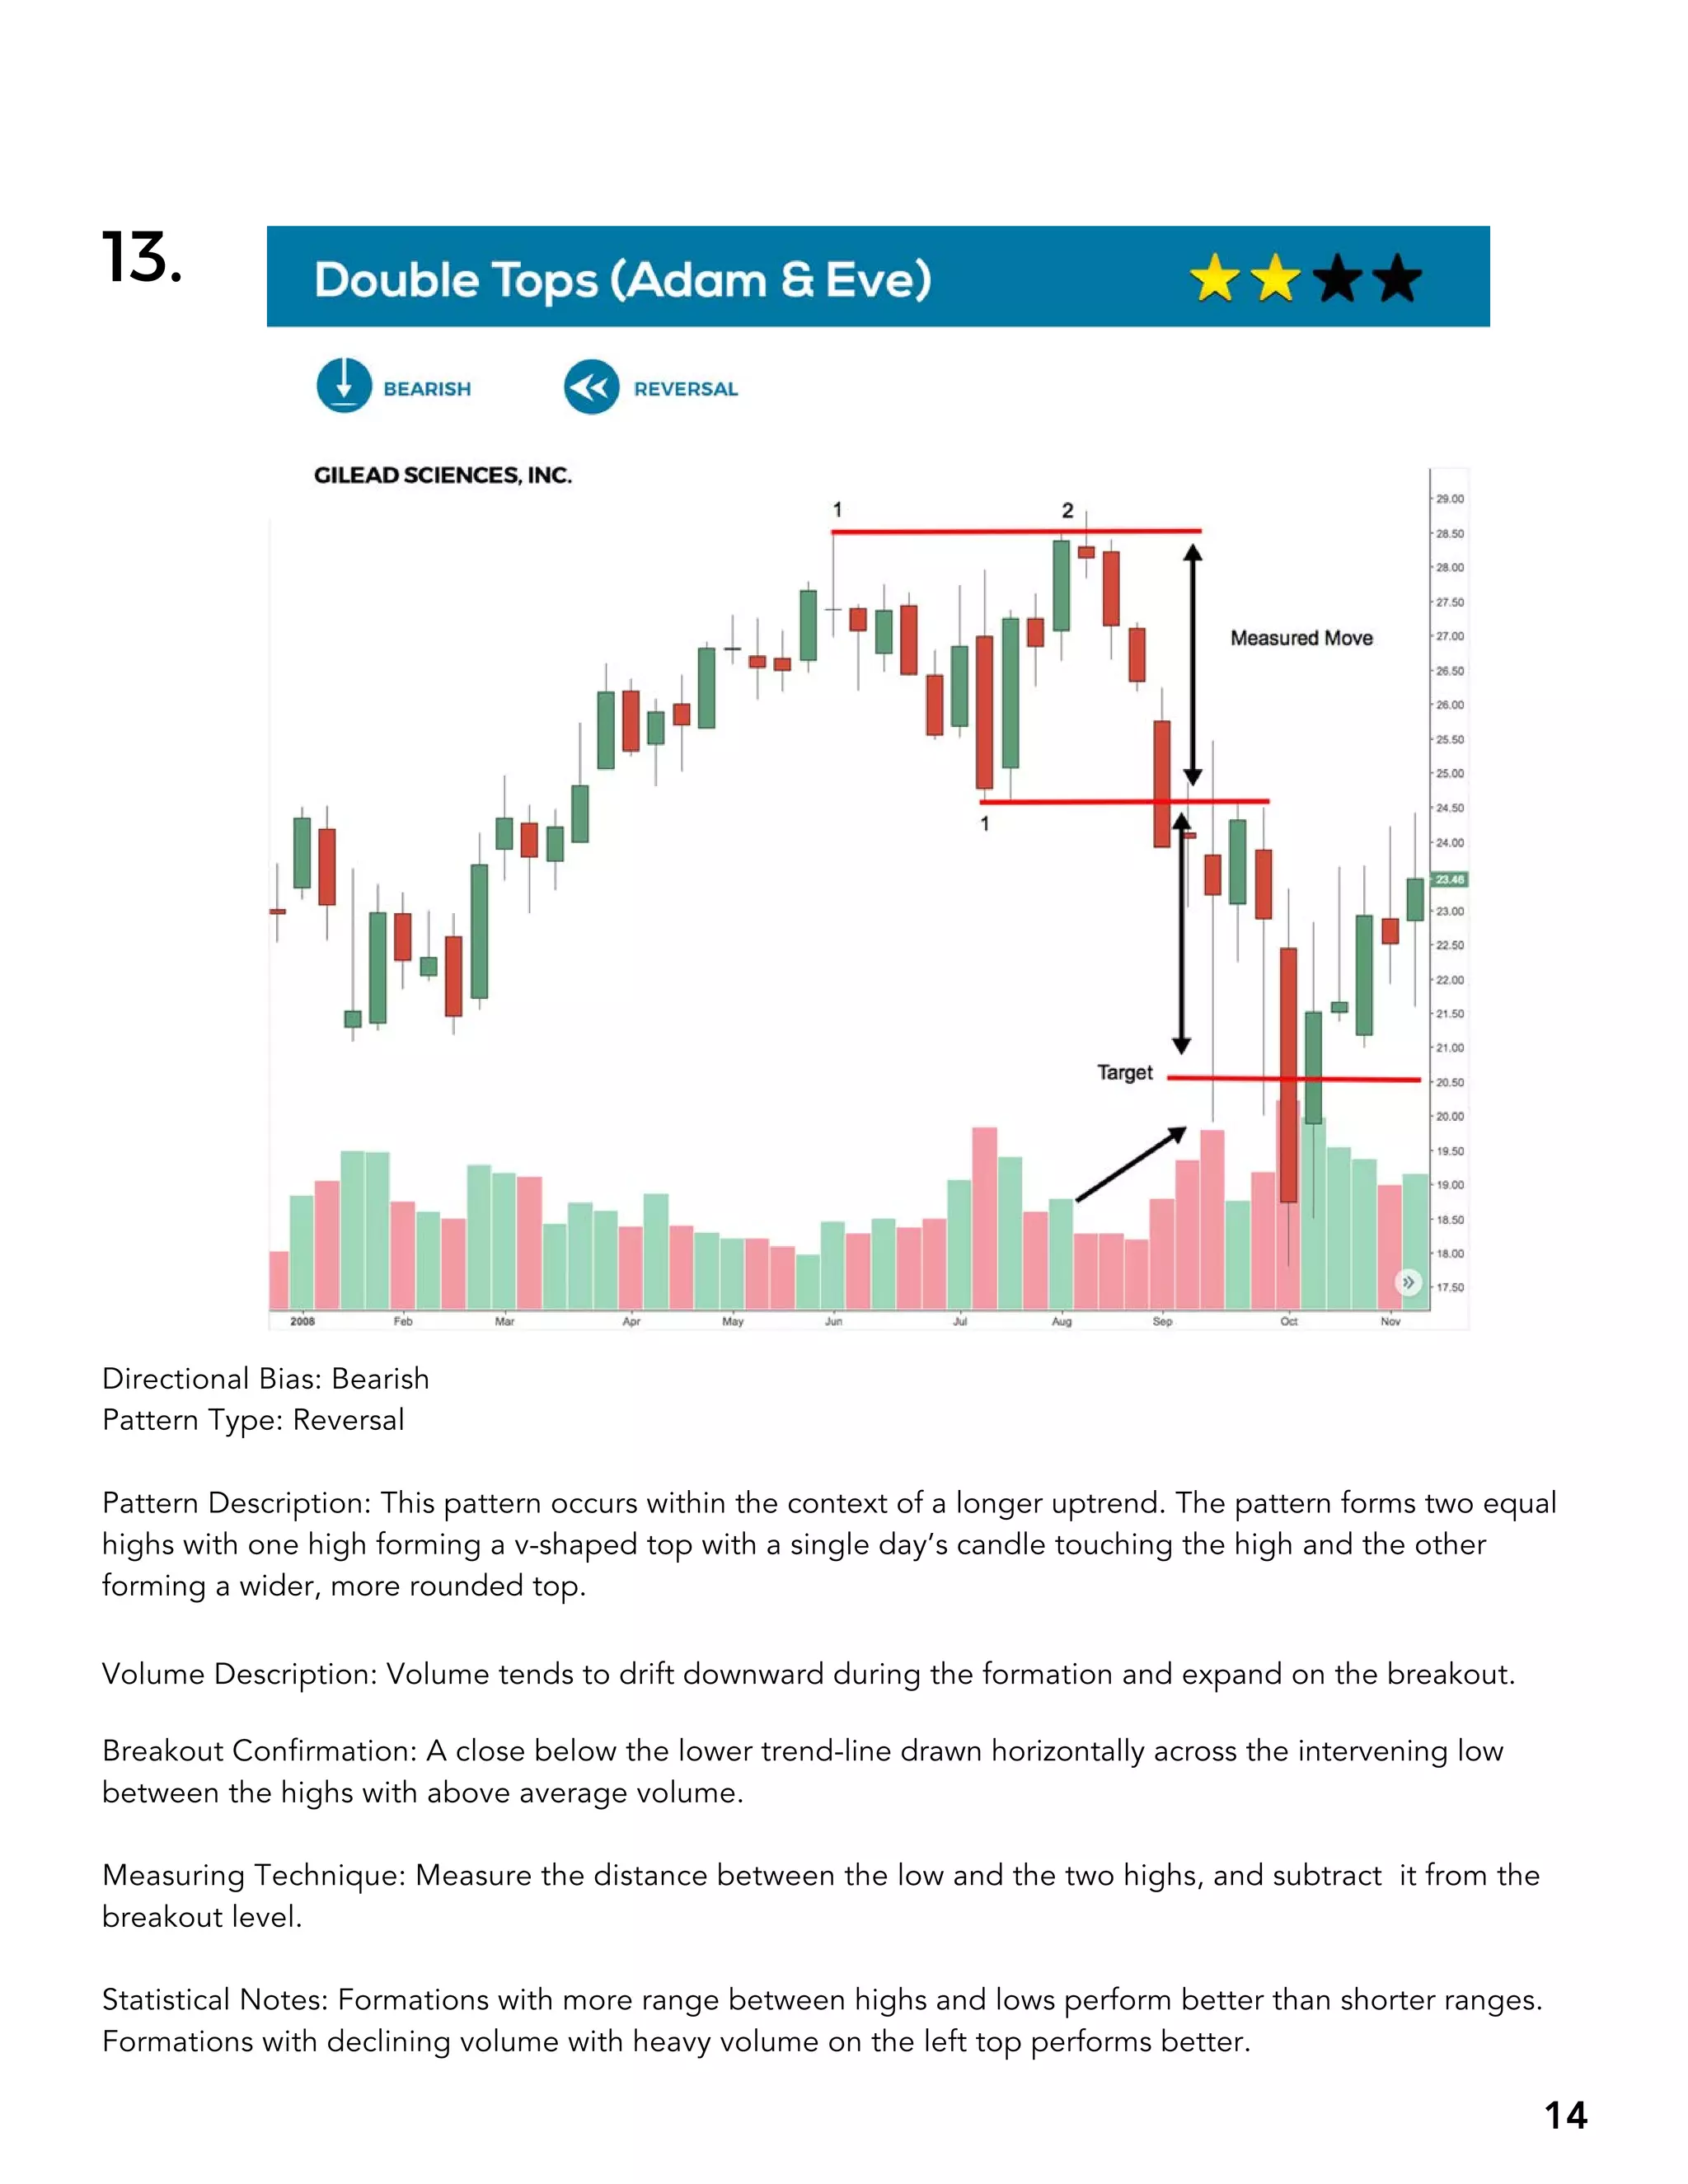 13.
Double Tops (Adam & Eve)
BEARISH
REVERSAL
GILEAD SCIENCES, INC.
1
2
29.00
28.50
28.00
27.50
Measured Move
27.00
26.50
26.00
25.50
25.00
24.50
1
24.00
23.46
23.00
22.50
22.00
21.50
21.00
Target
20.50
20.00
19.50
19.00
18.50
18.00
17.50
2008 Feb Mar Apr May Jun Jul Aug Sep Oct Nov
Directional Bias: Bearish
Pattern Type: Reversal
Pattern Description: This pattern occurs within the context of a longer uptrend. The pattern forms two equal
highs with one high forming a v-shaped top with a single day’s candle touching the high and the other
forming a wider, more rounded top.
Volume Description: Volume tends to drift downward during the formation and expand on the breakout.
Breakout Confirmation: A close below the lower trend-line drawn horizontally across the intervening low
between the highs with above average volume.
Measuring Technique: Measure the distance between the low and the two highs, and subtract  it from the
breakout level.
Statistical Notes: Formations with more range between highs and lows perform better than shorter ranges.
Formations with declining volume with heavy volume on the left top performs better.
14